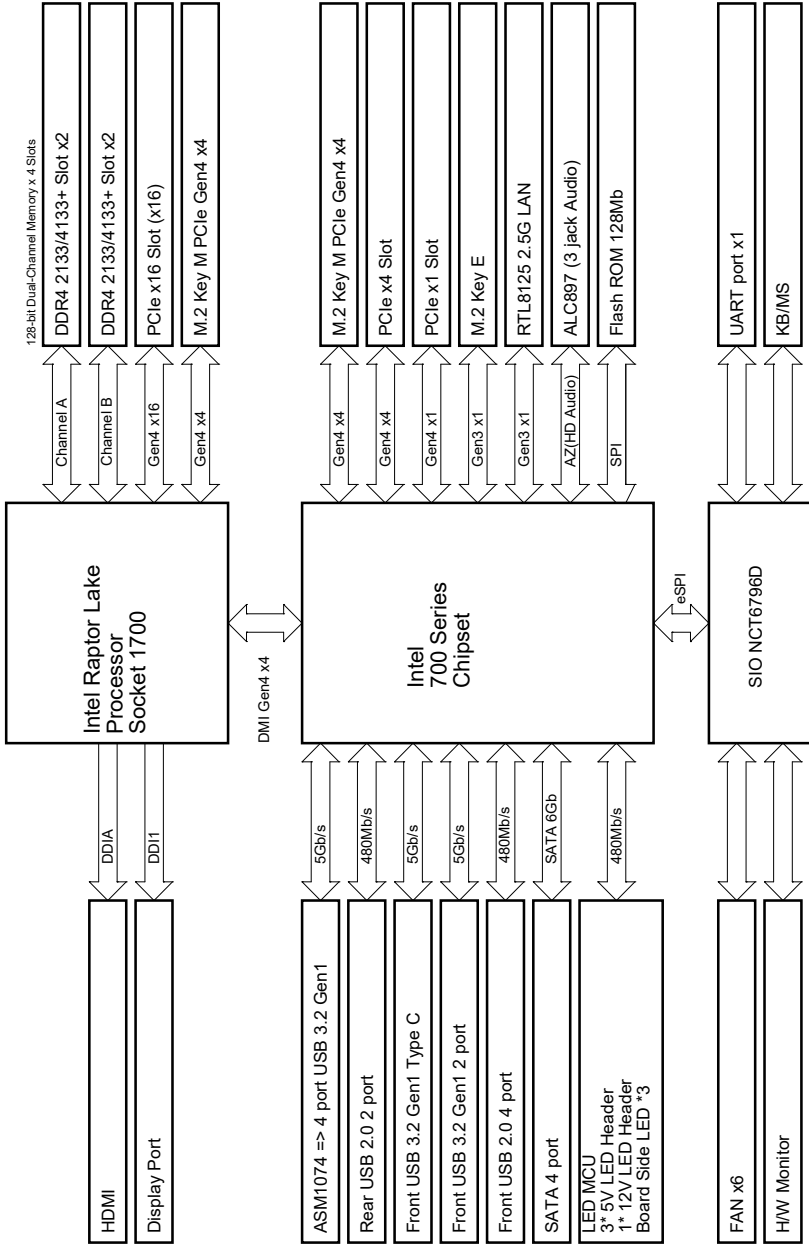 128-bit Dual-Channel Memory x 4 Slots
HDMI
DDIA
Display Port
DDI1
Intel Raptor Lake
Processor
Socket 1700
Channel A
DDR4 2133/4133+ Slot x2
Channel B
DDR4 2133/4133+ Slot x2
Gen4 x16
PCIe x16 Slot (x16)
Gen4 x4
M.2 Key M PCIe Gen4 x4
DMI Gen4 x4
ASM1074 => 4 port USB 3.2 Gen1
5Gb/s
Rear USB 2.0 2 port
480Mb/s
Front USB 3.2 Gen1 Type C
5Gb/s
Front USB 3.2 Gen1 2 port
5Gb/s
Front USB 2.0 4 port
480Mb/s
SATA 4 port
SATA 6Gb
LED MCU
3* 5V LED Header
1* 12V LED Header
Board Side LED *3
480Mb/s
Intel
700 Series
Chipset
Gen4 x4
M.2 Key M PCIe Gen4 x4
Gen4 x4
PCIe x4 Slot
Gen4 x1
PCIe x1 Slot
Gen3 x1
M.2 Key E
Gen3 x1
RTL8125 2.5G LAN
AZ(HD Audio)
ALC897 (3 jack Audio)
SPI
Flash ROM 128Mb
eSPI
FAN x6
H/W Monitor
SIO NCT6796D
UART port x1
KB/MS